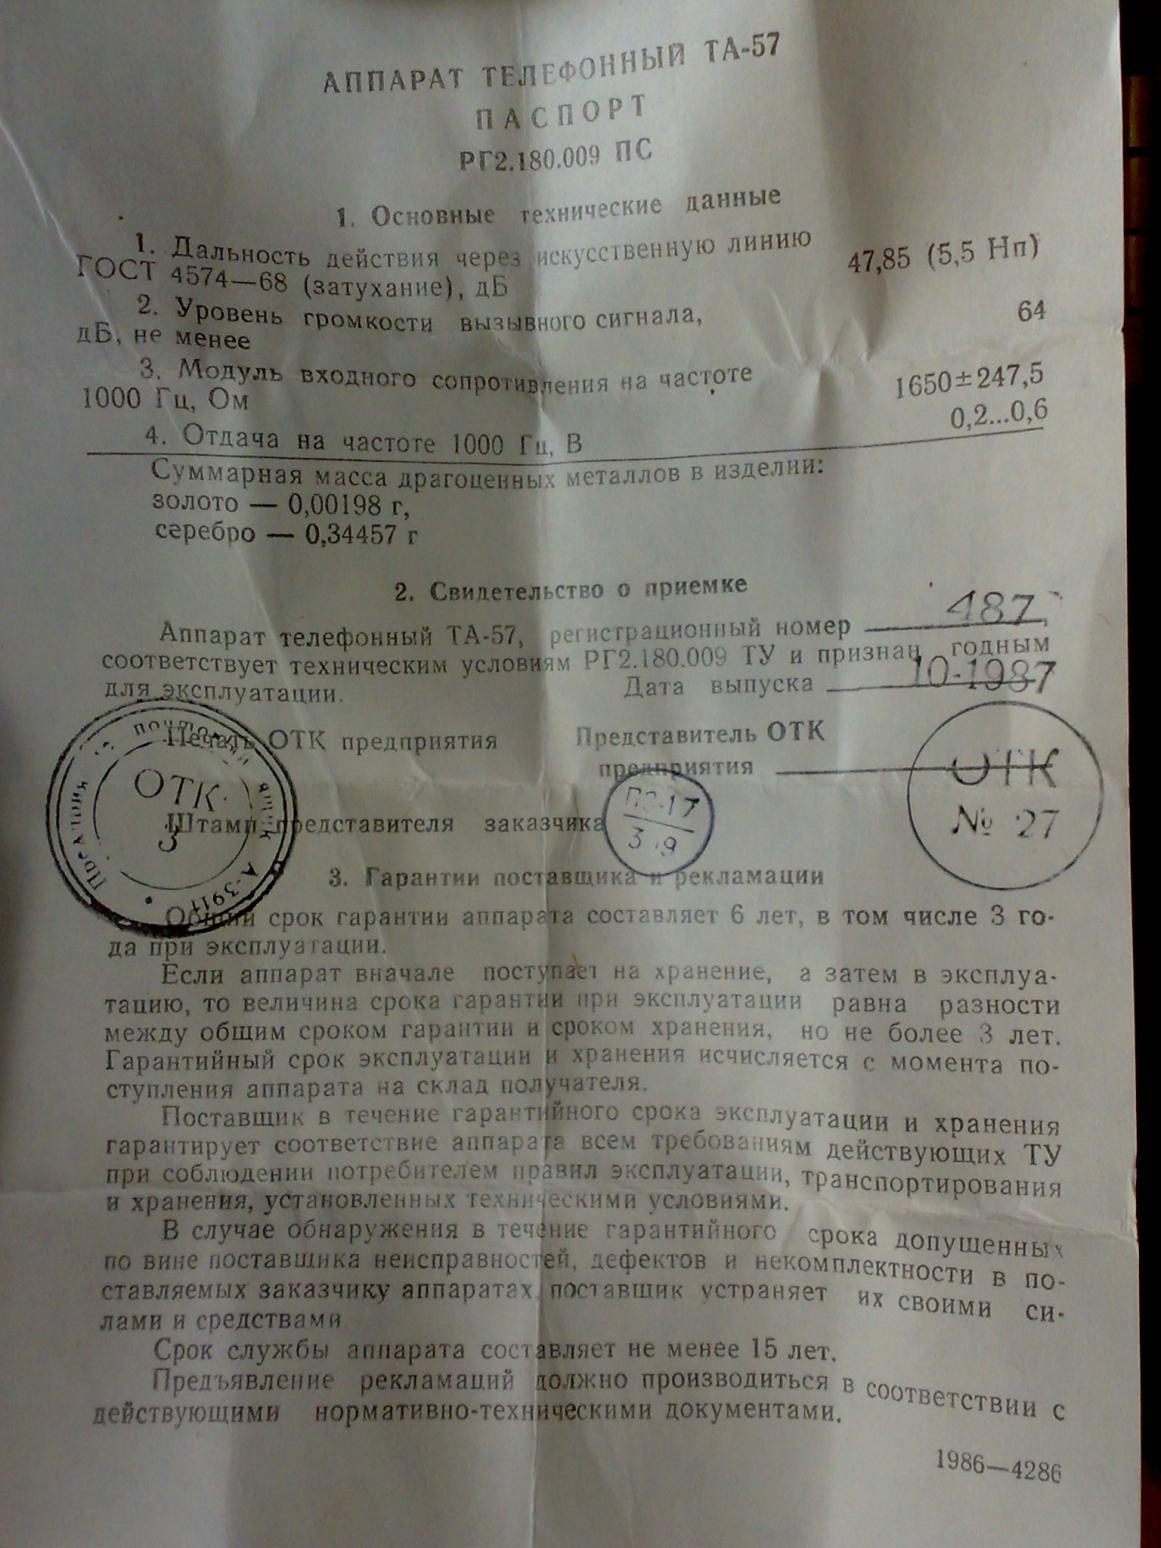 АППАРАТ ТЕЛЕФОННЫЙ ТА-57
ПАСПОРТ
РГ2.180.009 ПС
1. Основные технические данные
1. Дальность действия через искусственную линию
ГОСТ 4574—68 (затухание), дБ 47,85 (5,5 Нп)
2. Уровень громкости вызывного сигнала,
дБ, не менее 64
3. Модуль входного сопротивления на частоте
1000 Гц, Ом 1650±247,5
4. Отдача на частоте 1000 Гц, В 0,2...0,6
Суммарная масса драгоценных металлов в изделии:
золото — 0,00198 г,
серебро — 0,34457 г
2. Свидетельство о приемке
Аппарат телефонный ТА-57, регистрационный номер 487,
соответствует техническим условиям РГ2.180.009 ТУ и признан годным
для эксплуатации. Дата выпуска 10-1987
Печать ОТК предприятия Представитель ОТК
предприятия
ОТК
№ 27
ОТК
3
А-3911
Штамп представителя заказчика
3. Гарантии поставщика и рекламации
Общий срок гарантии аппарата составляет 6 лет, в том числе 3 го-
да при эксплуатации.
Если аппарат вначале поступает на хранение, а затем в эксплуа-
тацию, то величина срока гарантии при эксплуатации равна разности
между общим сроком гарантии и сроком хранения, но не более 3 лет.
Гарантийный срок эксплуатации и хранения исчисляется с момента по-
ступления аппарата на склад получателя.
Поставщик в течение гарантийного срока эксплуатации и хранения
гарантирует соответствие аппарата всем требованиям действующих ТУ
при соблюдении потребителем правил эксплуатации, транспортирования
и хранения, установленных техническими условиями.
В случае обнаружения в течение гарантийного срока допущенных
по вине поставщика неисправностей, дефектов и некомплектности в по-
ставляемых заказчику аппаратах поставщик устраняет их своими си-
лами и средствами
Срок службы аппарата составляет не менее 15 лет.
Предъявление рекламаций должно производиться в соответствии с
действующими нормативно-техническими документами.
1986—4286